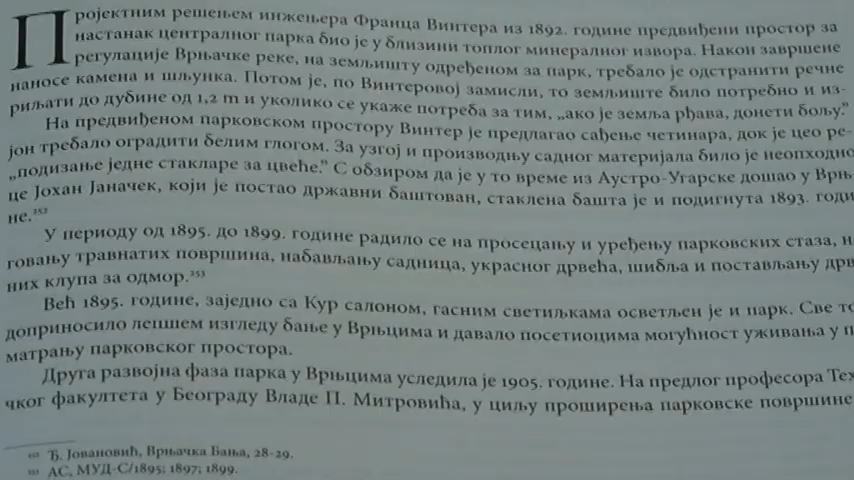 Пројектним решењем инжењера Франца Винтера из 1892. године предвиђени простор за
настанак централног парка био је у близини топлог минералног извора. Након завршене
регулације Врњачке реке, на земљишту одређеном за парк, требало је одстранити речне
наносе камена и шљунка. Потом је, по Винтеровој замисли, то земљиште било потребно и из-
риљати до дубине од 1,2 m и уколико се укаже потреба за тим, „ако је земља рђава, донети бољу.”
На предвиђеном парковском простору Винтер је предлагао сађење четинара, док је цео ре-
јон требало оградити белим глогом. За узгој и производњу садног материјала било је неопходно
„подизање једне стакларе за цвеће.” С обзиром да је у то време из Аустро-Угарске дошао у Врњ
це Јохан Јаначек, који је постао државни баштован, стаклена башта је и подигнута 1893. годи
не.²⁵²
У периоду од 1895. до 1899. године радило се на просецању и уређењу парковских стаза, н
говању травнатих површина, набављању садница, украсног дрвећа, шибља и постављању дрв
них клупа за одмор.²⁵³
Већ 1895. године, заједно са Кур салоном, гасним светиљкама осветљен је и парк. Све то
доприносило лепшем изгледу бање у Врњцима и давало посетиоцима могућност уживања у п
матрању парковског простора.
Друга развојна фаза парка у Врњцима уследила је 1905. године. На предлог професора Тех
чког факултета у Београду Владе П. Митровића, у циљу проширења парковске површине
²⁵² Ђ. Јовановић, Врњачка Бања, 28-29.
²⁵³ АС, МУД-С/1895; 1897; 1899.